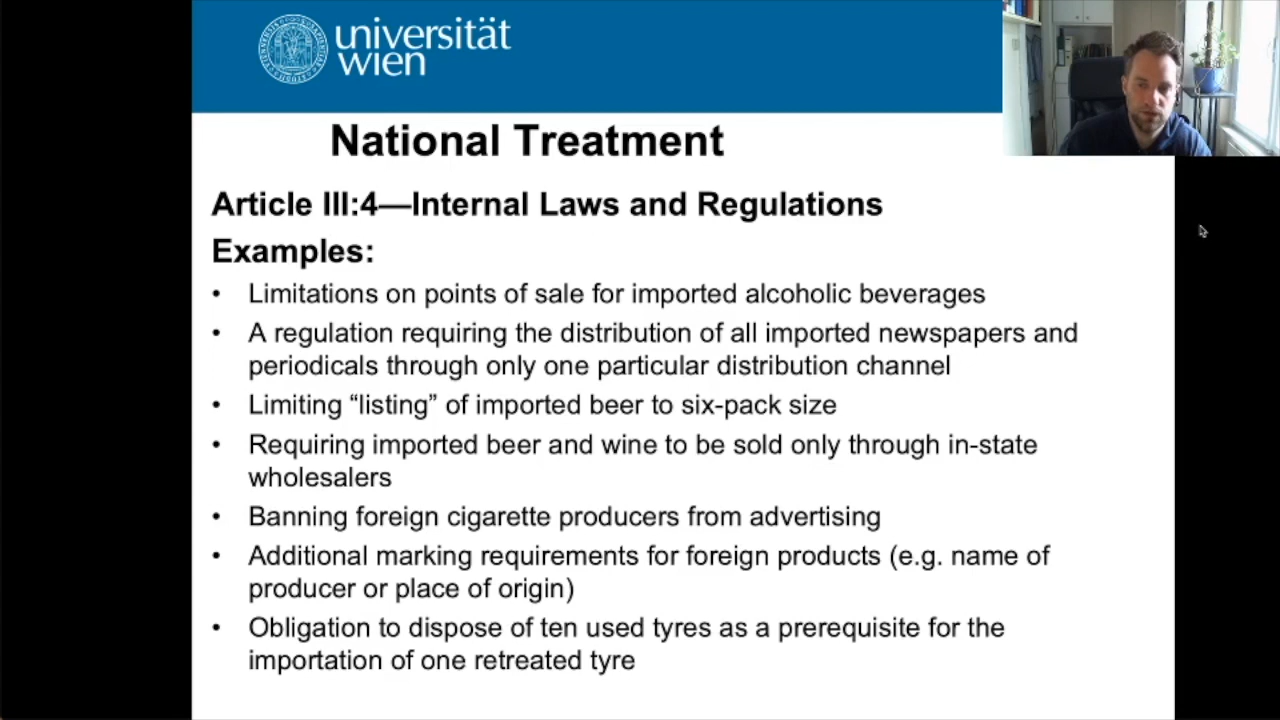 universität
wien
National Treatment
Article III:4—Internal Laws and Regulations
Examples:
• Limitations on points of sale for imported alcoholic beverages
• A regulation requiring the distribution of all imported newspapers and
periodicals through only one particular distribution channel
• Limiting “listing” of imported beer to six-pack size
• Requiring imported beer and wine to be sold only through in-state
wholesalers
• Banning foreign cigarette producers from advertising
• Additional marking requirements for foreign products (e.g. name of
producer or place of origin)
• Obligation to dispose of ten used tyres as a prerequisite for the
importation of one retreated tyre